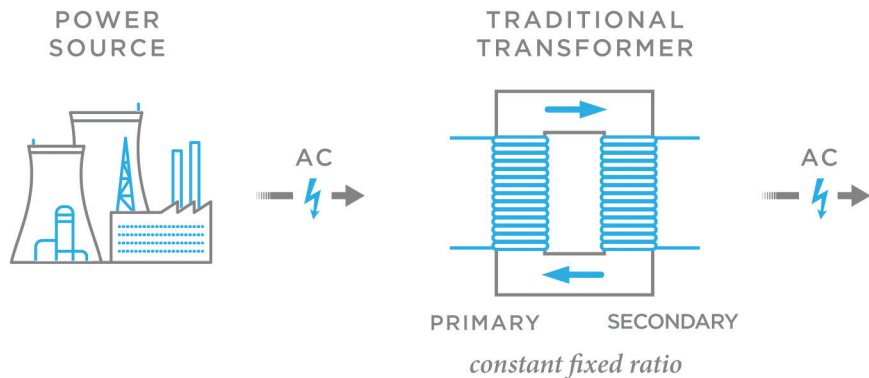 POWER
SOURCE
TRADITIONAL
TRANSFORMER
AC
AC
PRIMARY
SECONDARY
constant fixed ratio